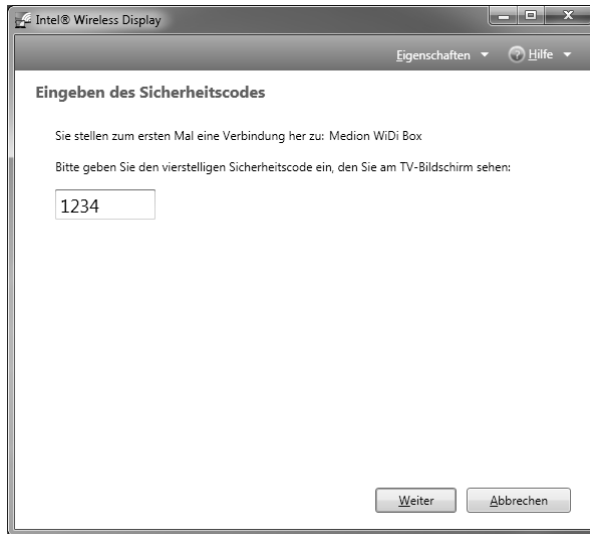 Intel® Wireless Display
Eigenschaften Hilfe
Eingeben des Sicherheitscodes
Sie stellen zum ersten Mal eine Verbindung her zu: Medion WiDi Box
Bitte geben Sie den vierstelligen Sicherheitscode ein, den Sie am TV-Bildschirm sehen:
1234
Weiter Abbrechen